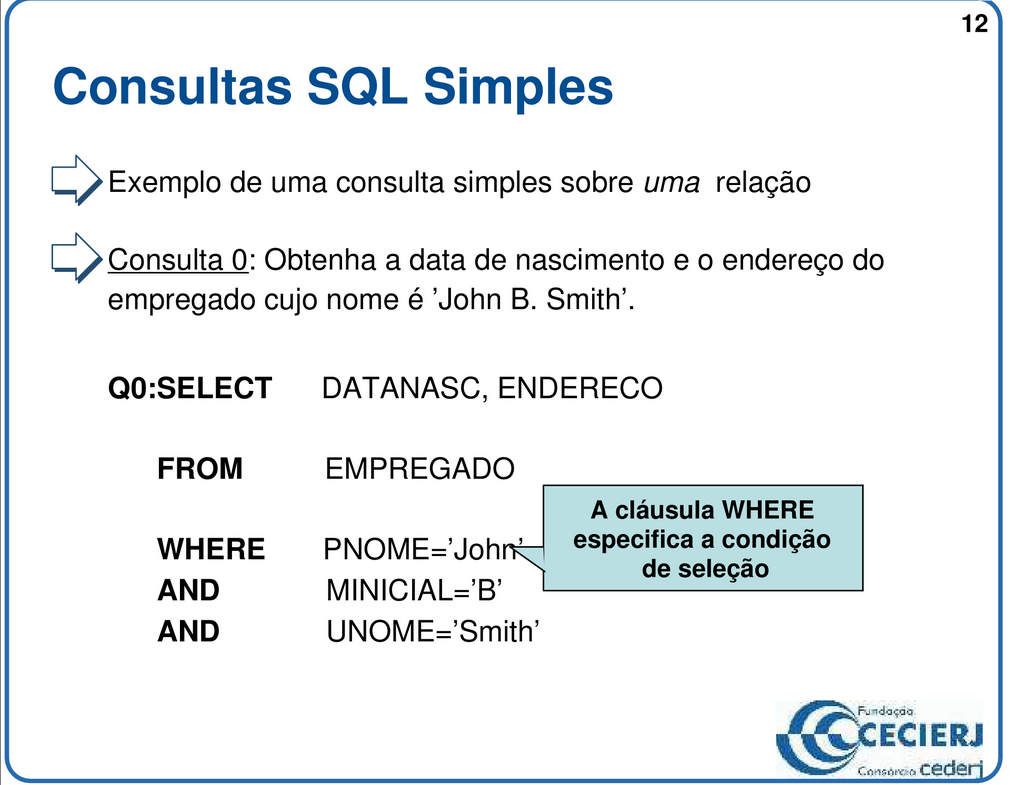 12
Consultas SQL Simples
Exemplo de uma consulta simples sobre uma relação
Consulta 0: Obtenha a data de nascimento e o endereço do
empregado cujo nome é ’John B. Smith’.
Q0:SELECT DATANASC, ENDERECO
FROM EMPREGADO
A cláusula WHERE
especifica a condição
de seleção
WHERE PNOME=’John’
AND MINICIAL=’B’
AND UNOME=’Smith’
Fundação
CECIERJ
Consórcio cederj